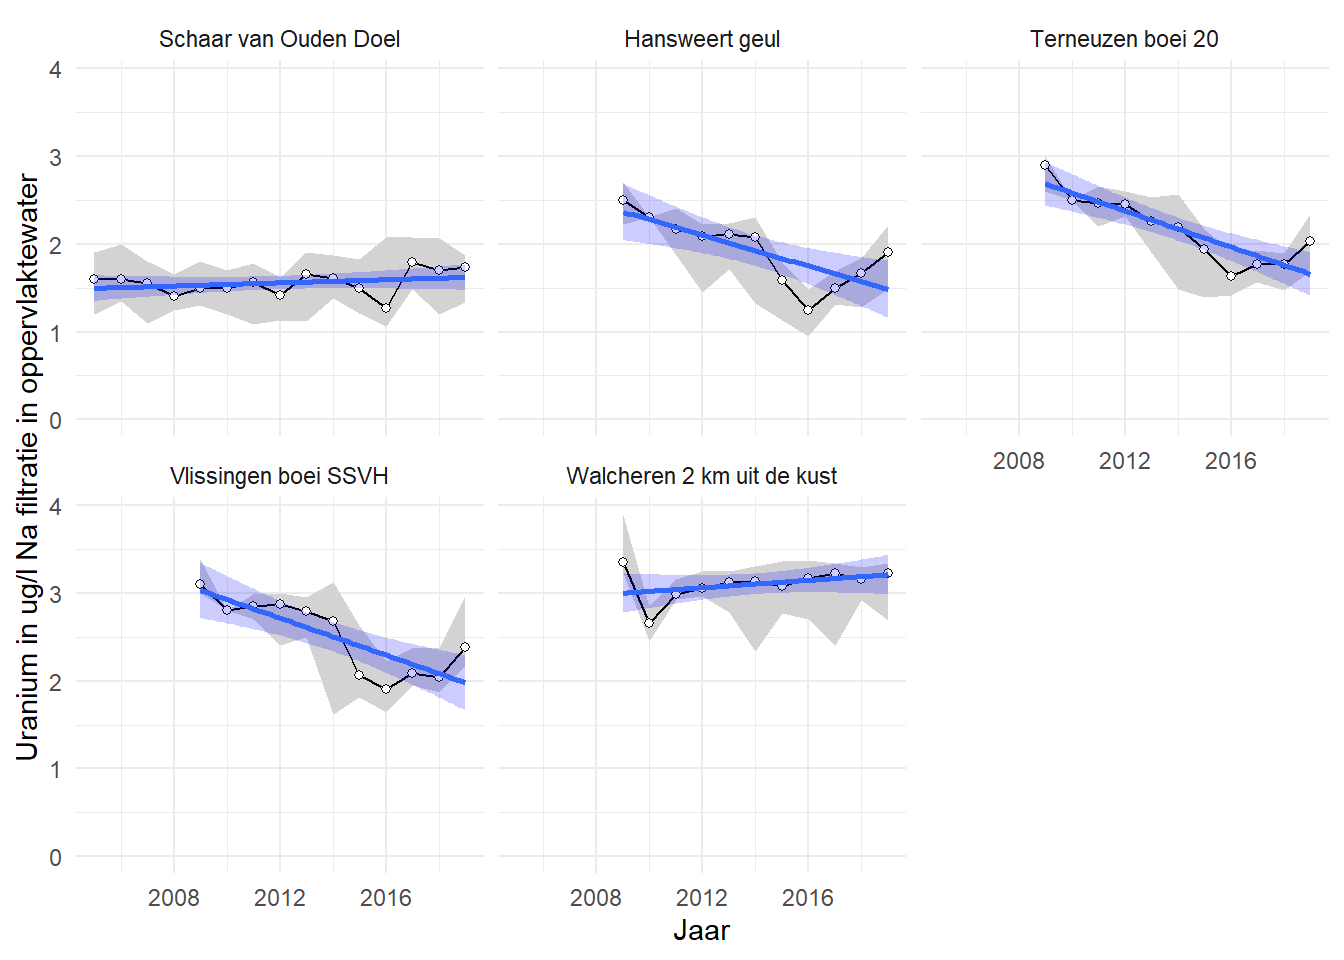 Schaar van Ouden Doel
Hansweert geul
Terneuzen boei 20
4
3
2
1
0
2008 2012 2016
Vlissingen boei SSVH
Walcheren 2 km uit de kust
4
3
2
1
0
2008 2012 2016
2008 2012 2016
Jaar
Uranium in ug/l Na filtratie in oppervlaktewater